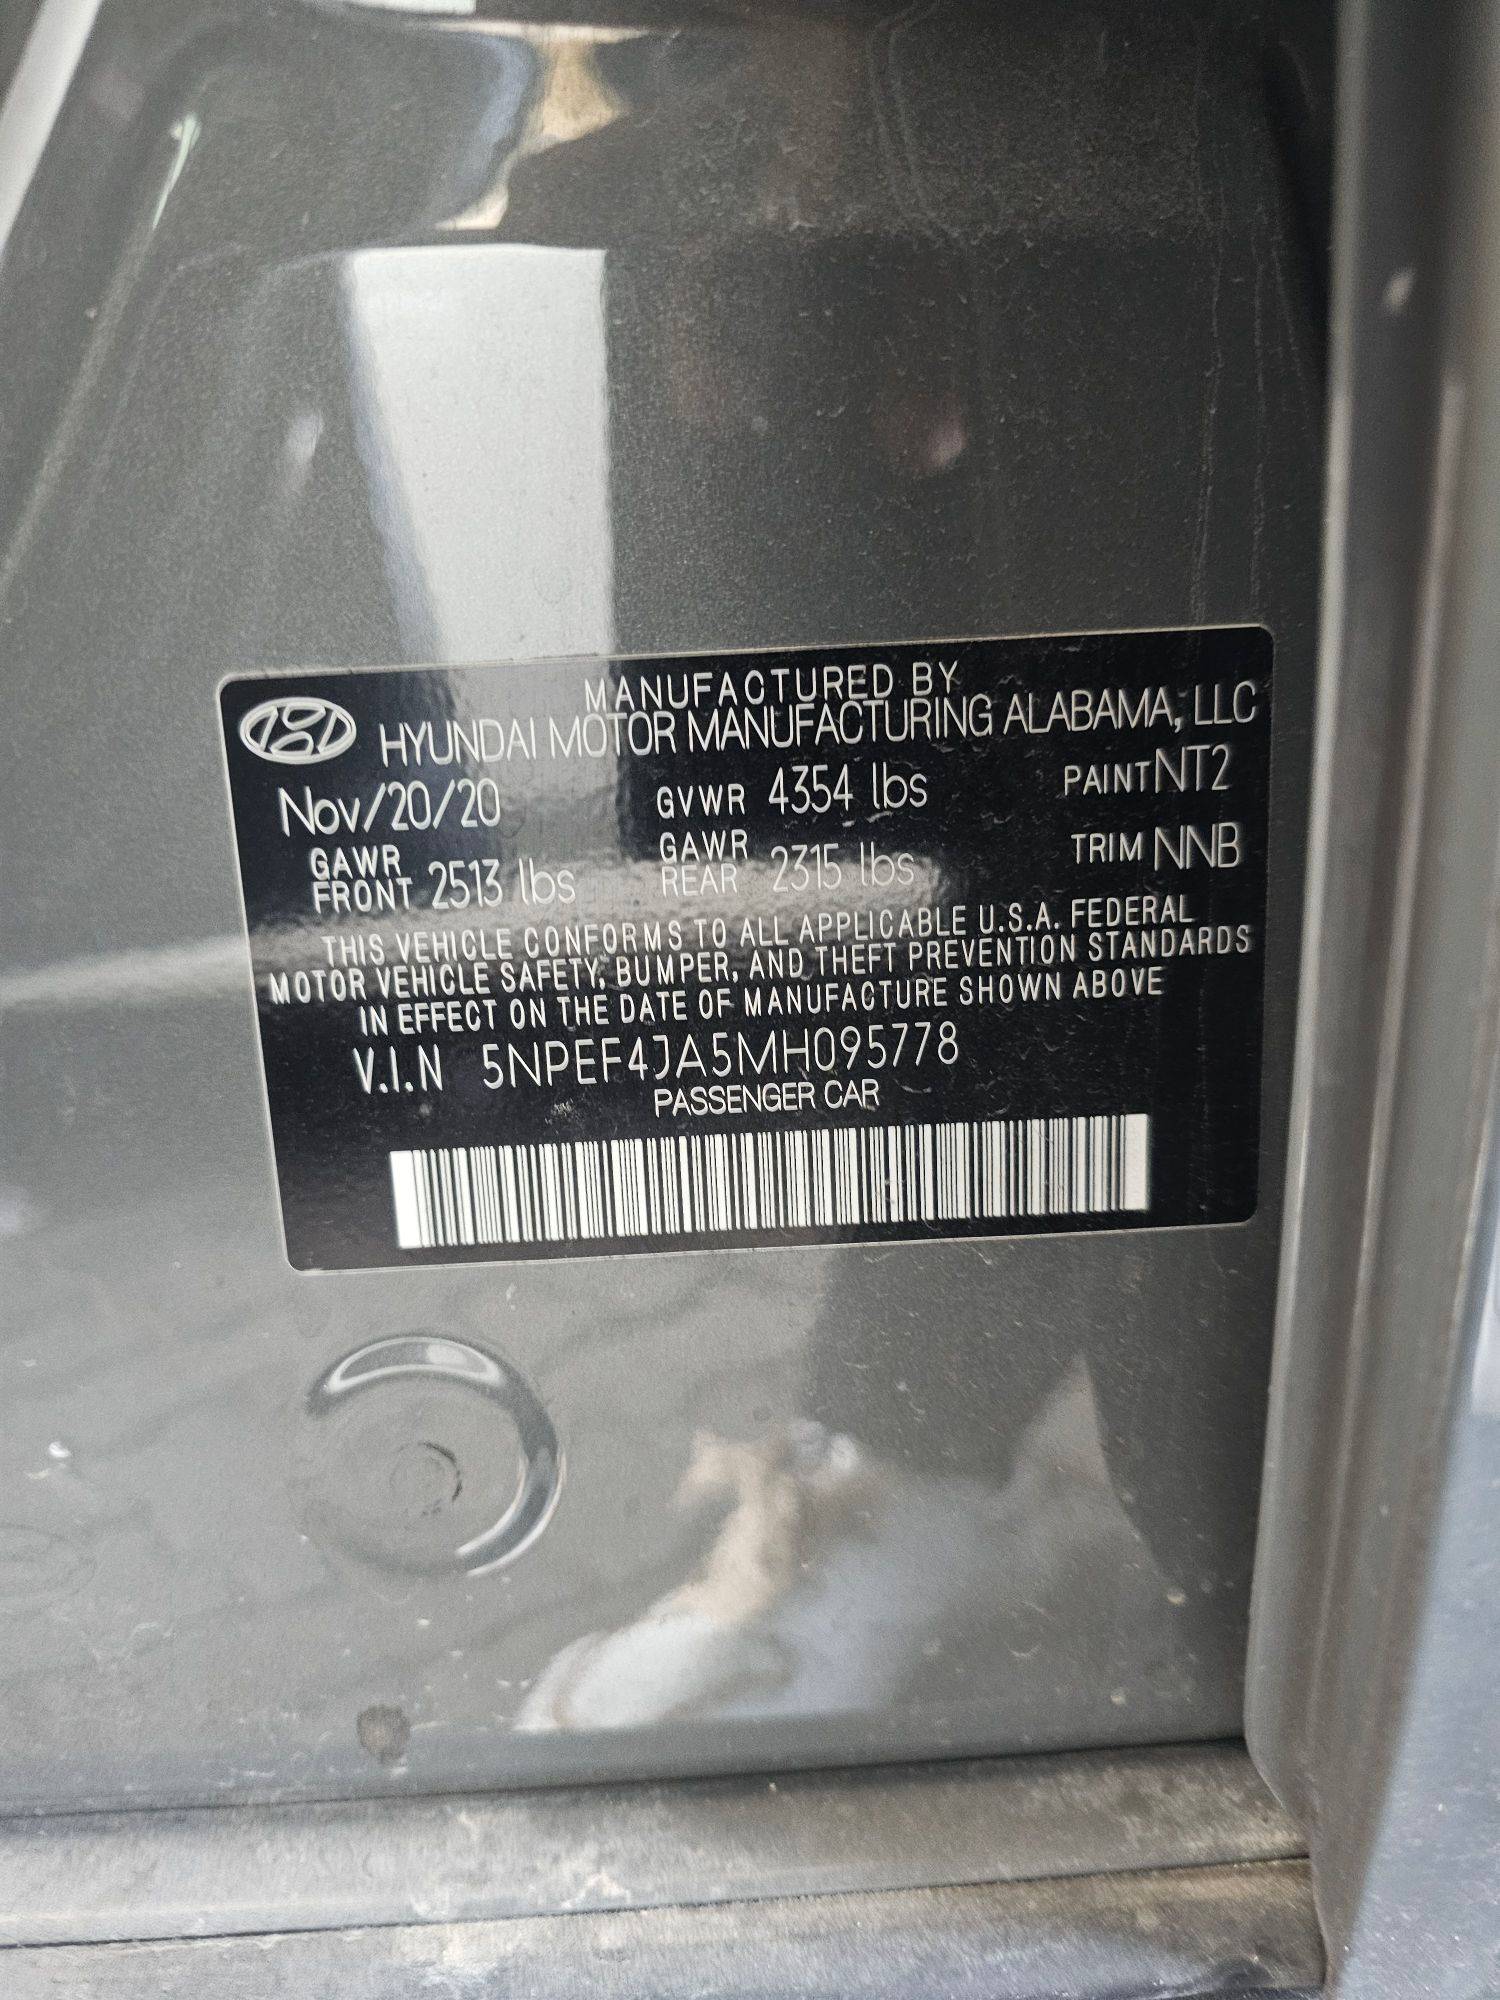 MANUFACTURED BY
HYUNDAI MOTOR MANUFACTURING ALABAMA, LLC
Nov/20/20 GVWR 4354 lbs PAINT NT2
GAWR FRONT 2513 lbs GAWR REAR 2315 lbs TRIM NNB
THIS VEHICLE CONFORMS TO ALL APPLICABLE U.S.A. FEDERAL
MOTOR VEHICLE SAFETY, BUMPER, AND THEFT PREVENTION STANDARDS
IN EFFECT ON THE DATE OF MANUFACTURE SHOWN ABOVE
V.I.N 5NPEF4JA5MH095778
PASSENGER CAR